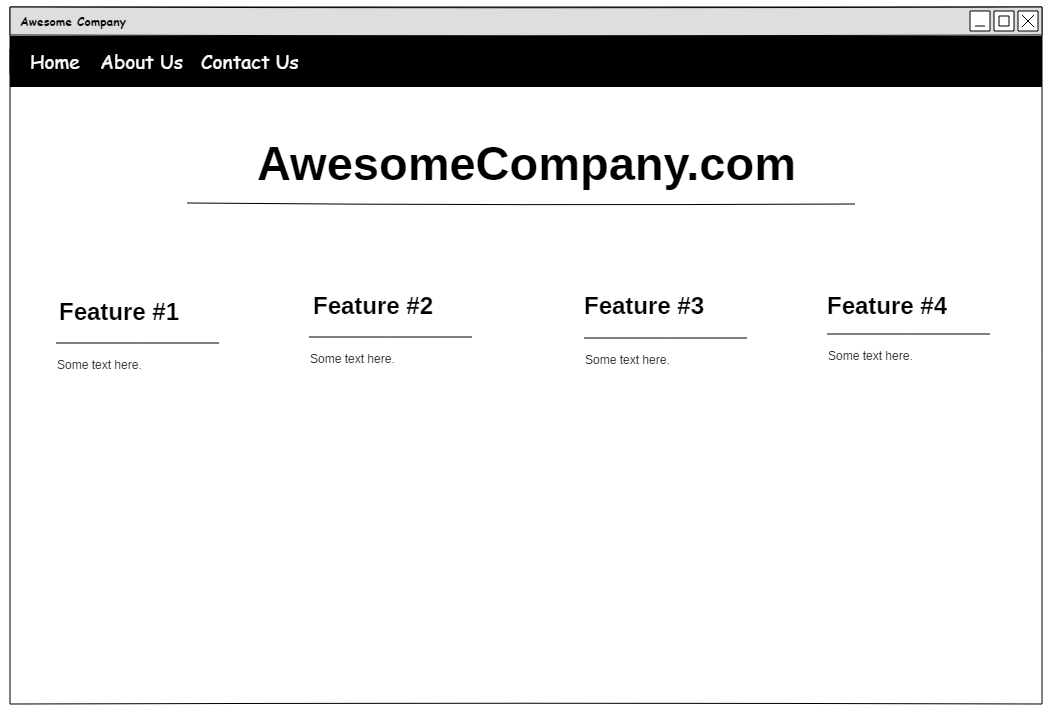 Awesome Company
Home About Us Contact Us
AwesomeCompany.com
Feature #1
Some text here.
Feature #2
Some text here.
Feature #3
Some text here.
Feature #4
Some text here.